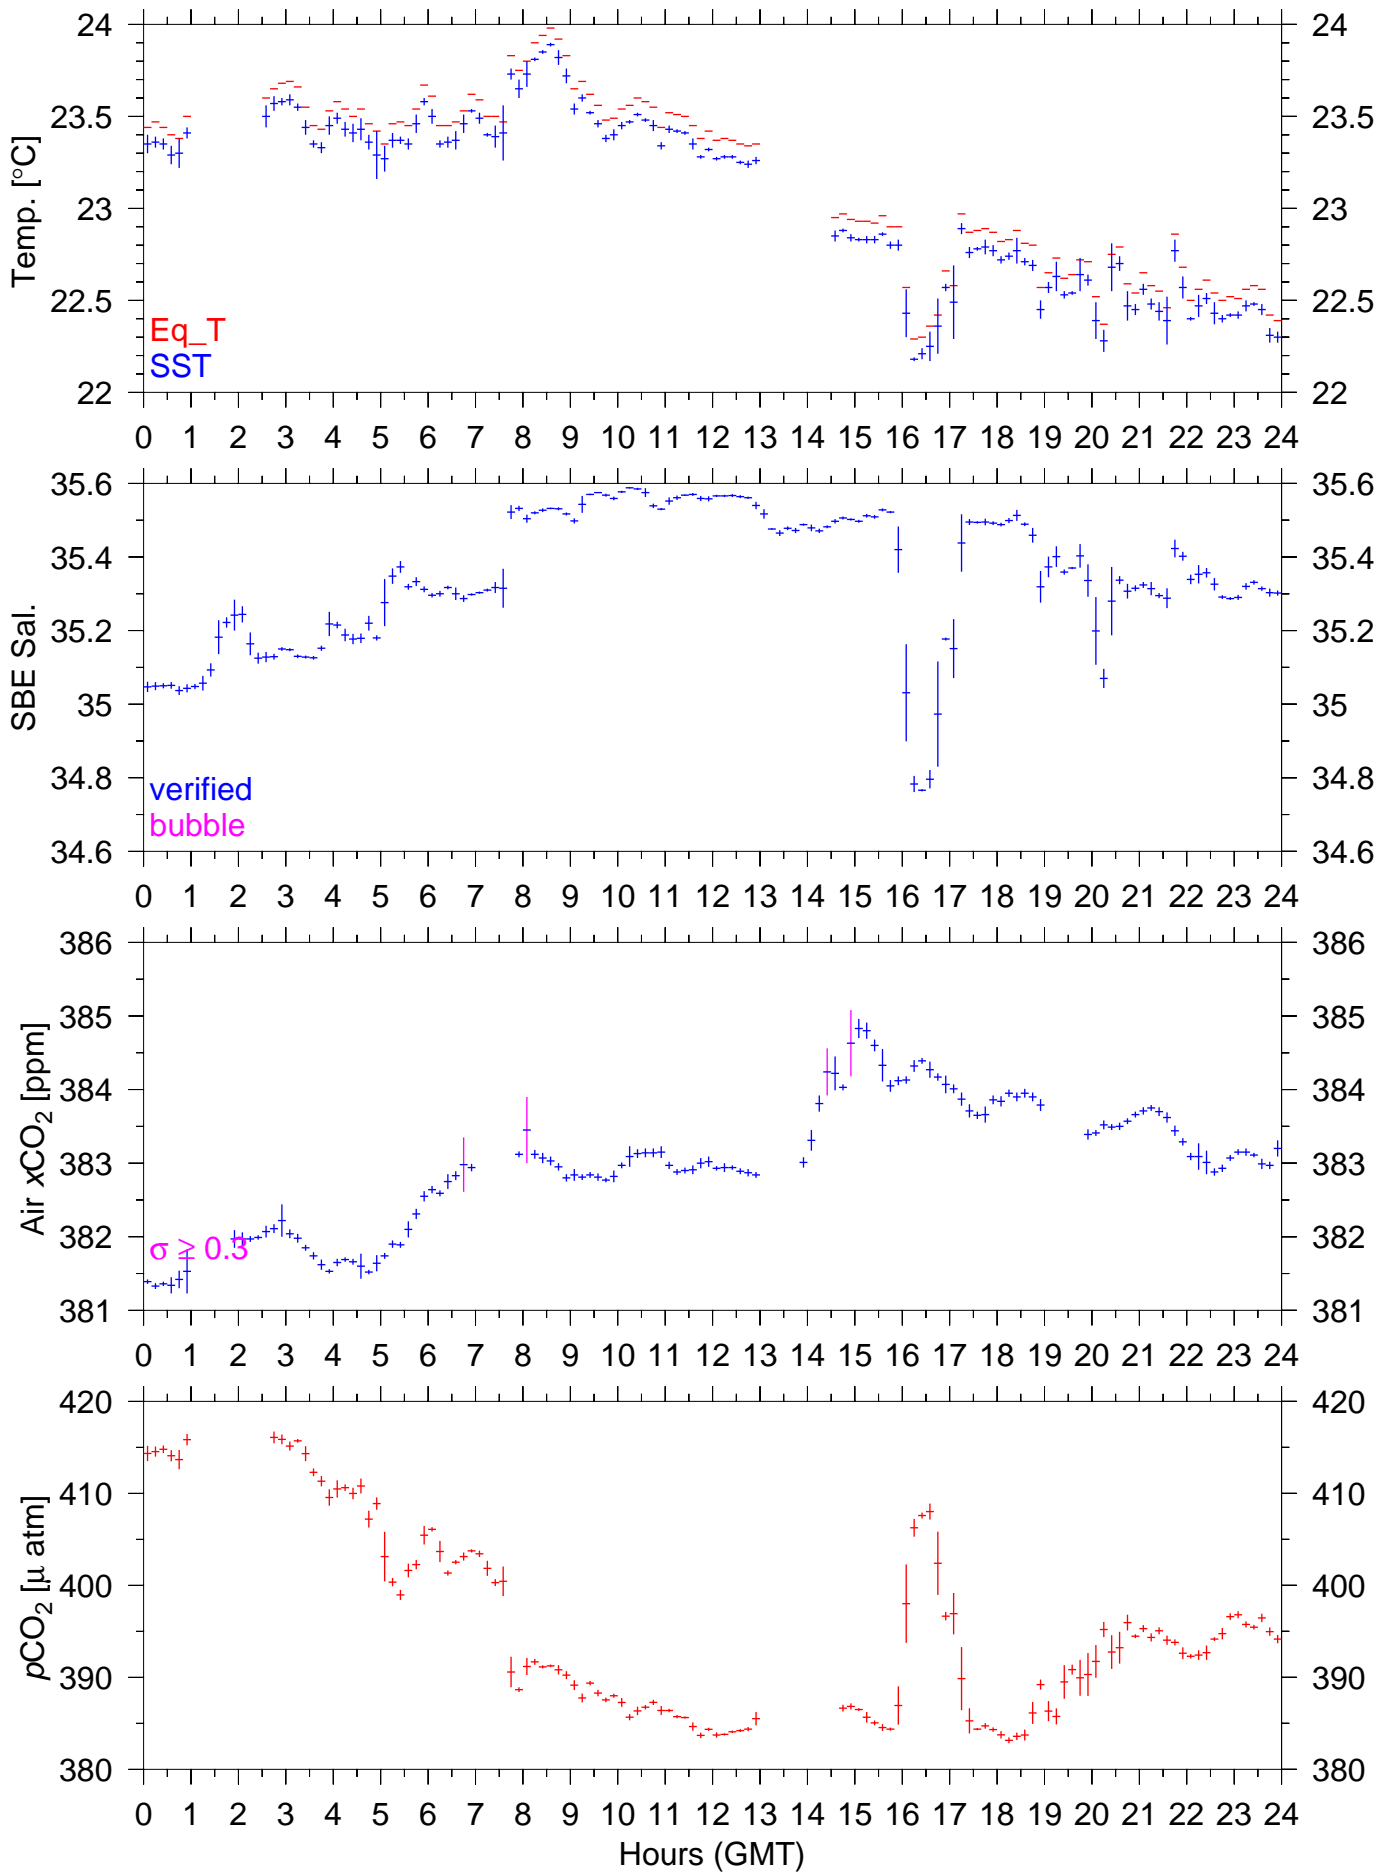 24 24
23.5 23.5
23 23
22.5 22.5
22 22
Temp. [°C]
Eq_T
SST
0 1 2 3 4 5 6 7 8 9 10 11 12 13 14 15 16 17 18 19 20 21 22 23 24
35.6 35.6
35.4 35.4
35.2 35.2
35 35
34.8 34.8
34.6 34.6
SBE Sal.
verified
bubble
0 1 2 3 4 5 6 7 8 9 10 11 12 13 14 15 16 17 18 19 20 21 22 23 24
386 386
385 385
384 384
383 383
382 382
381 381
Air xCO₂ [ppm]
σ ≥ 0.3
0 1 2 3 4 5 6 7 8 9 10 11 12 13 14 15 16 17 18 19 20 21 22 23 24
420 420
410 410
400 400
390 390
380 380
pCO₂ [μ atm]
0 1 2 3 4 5 6 7 8 9 10 11 12 13 14 15 16 17 18 19 20 21 22 23 24
Hours (GMT)